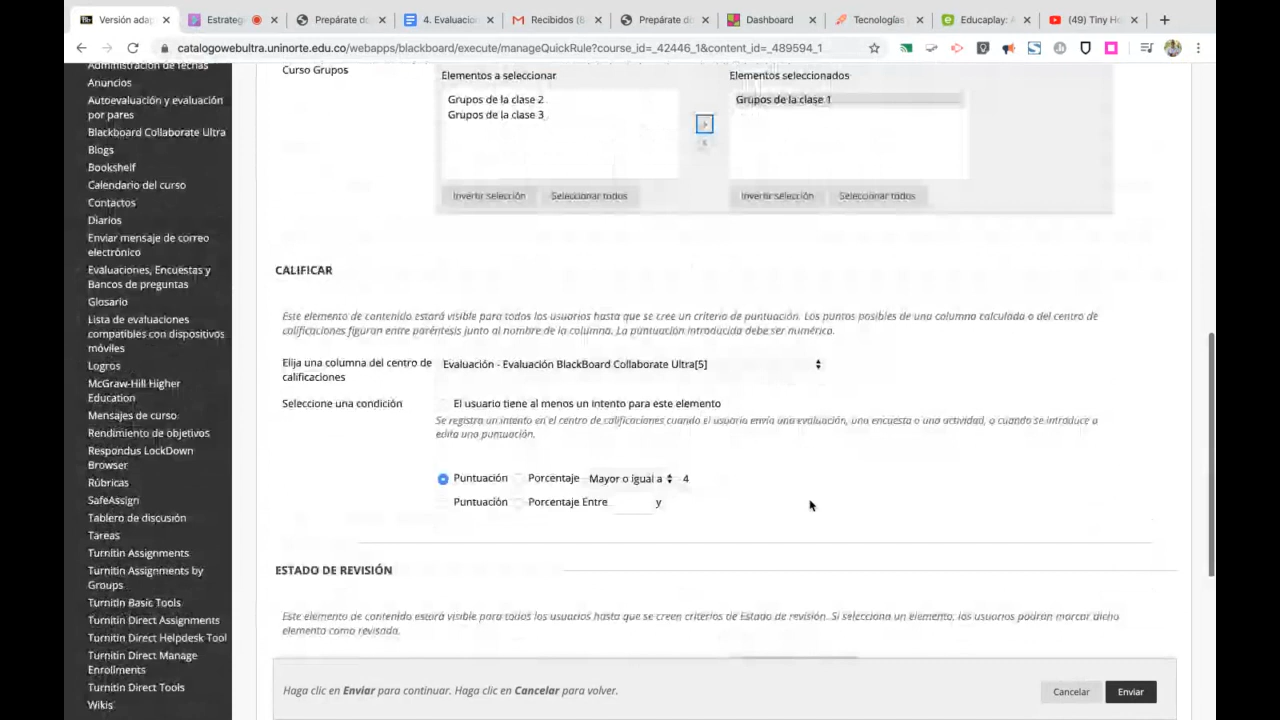 Versión adap
Estrateg
Prepárate do
4. Evaluacio
Recibidos (6
Prepárate do
Dashboard
Tecnologías
Educaplay: A
(49) Tiny Ho
catalogowebultra.uninorte.edu.co/webapps/blackboard/execute/manageQuickRule?course_id=_42446_1&content_id=_489594_1
Administración de fechas
Anuncios
Autoevaluación y evaluación
por pares
Blackboard Collaborate Ultra
Blogs
Bookshelf
Calendario del curso
Contactos
Diarios
Enviar mensaje de correo
electrónico
Evaluaciones, Encuestas y
Bancos de preguntas
Glosario
Lista de evaluaciones
compatibles con dispositivos
móviles
Logros
McGraw-Hill Higher
Education
Mensajes de curso
Rendimiento de objetivos
Respondus LockDown
Browser
Rúbricas
SafeAssign
Tablero de discusión
Tareas
Turnitin Assignments
Turnitin Assignments by
Groups
Turnitin Basic Tools
Turnitin Direct Assignments
Turnitin Direct Helpdesk Tool
Turnitin Direct Manage
Enrollments
Turnitin Direct Tools
Wikis
Curso Grupos
Elementos a seleccionar
Elementos seleccionados
Grupos de la clase 2
Grupos de la clase 3
Grupos de la clase 1
Invertir selección
Seleccionar todos
Invertir selección
Seleccionar todos
CALIFICAR
Este elemento de contenido estará visible para todos los usuarios hasta que se cree un criterio de puntuación. Los puntos posibles de una columna calculada o del centro de
calificaciones figuran entre paréntesis junto al nombre de la columna. La puntuación introducida debe ser numérica.
Elija una columna del centro de
calificaciones
Evaluación - Evaluación BlackBoard Collaborate Ultra[5]
Seleccione una condición
El usuario tiene al menos un intento para este elemento
Se registra un intento en el centro de calificaciones cuando el usuario envía una evaluación, una encuesta o una actividad, o cuando se introduce o
edita una puntuación.
Puntuación Porcentaje Mayor o igual a 4
Puntuación Porcentaje Entre y
ESTADO DE REVISIÓN
Este elemento de contenido estará visible para todos los usuarios hasta que se creen criterios de Estado de revisión. Si selecciona un elemento, los usuarios podrán marcar dicho
elemento como revisado.
Haga clic en Enviar para continuar. Haga clic en Cancelar para volver.
Cancelar
Enviar